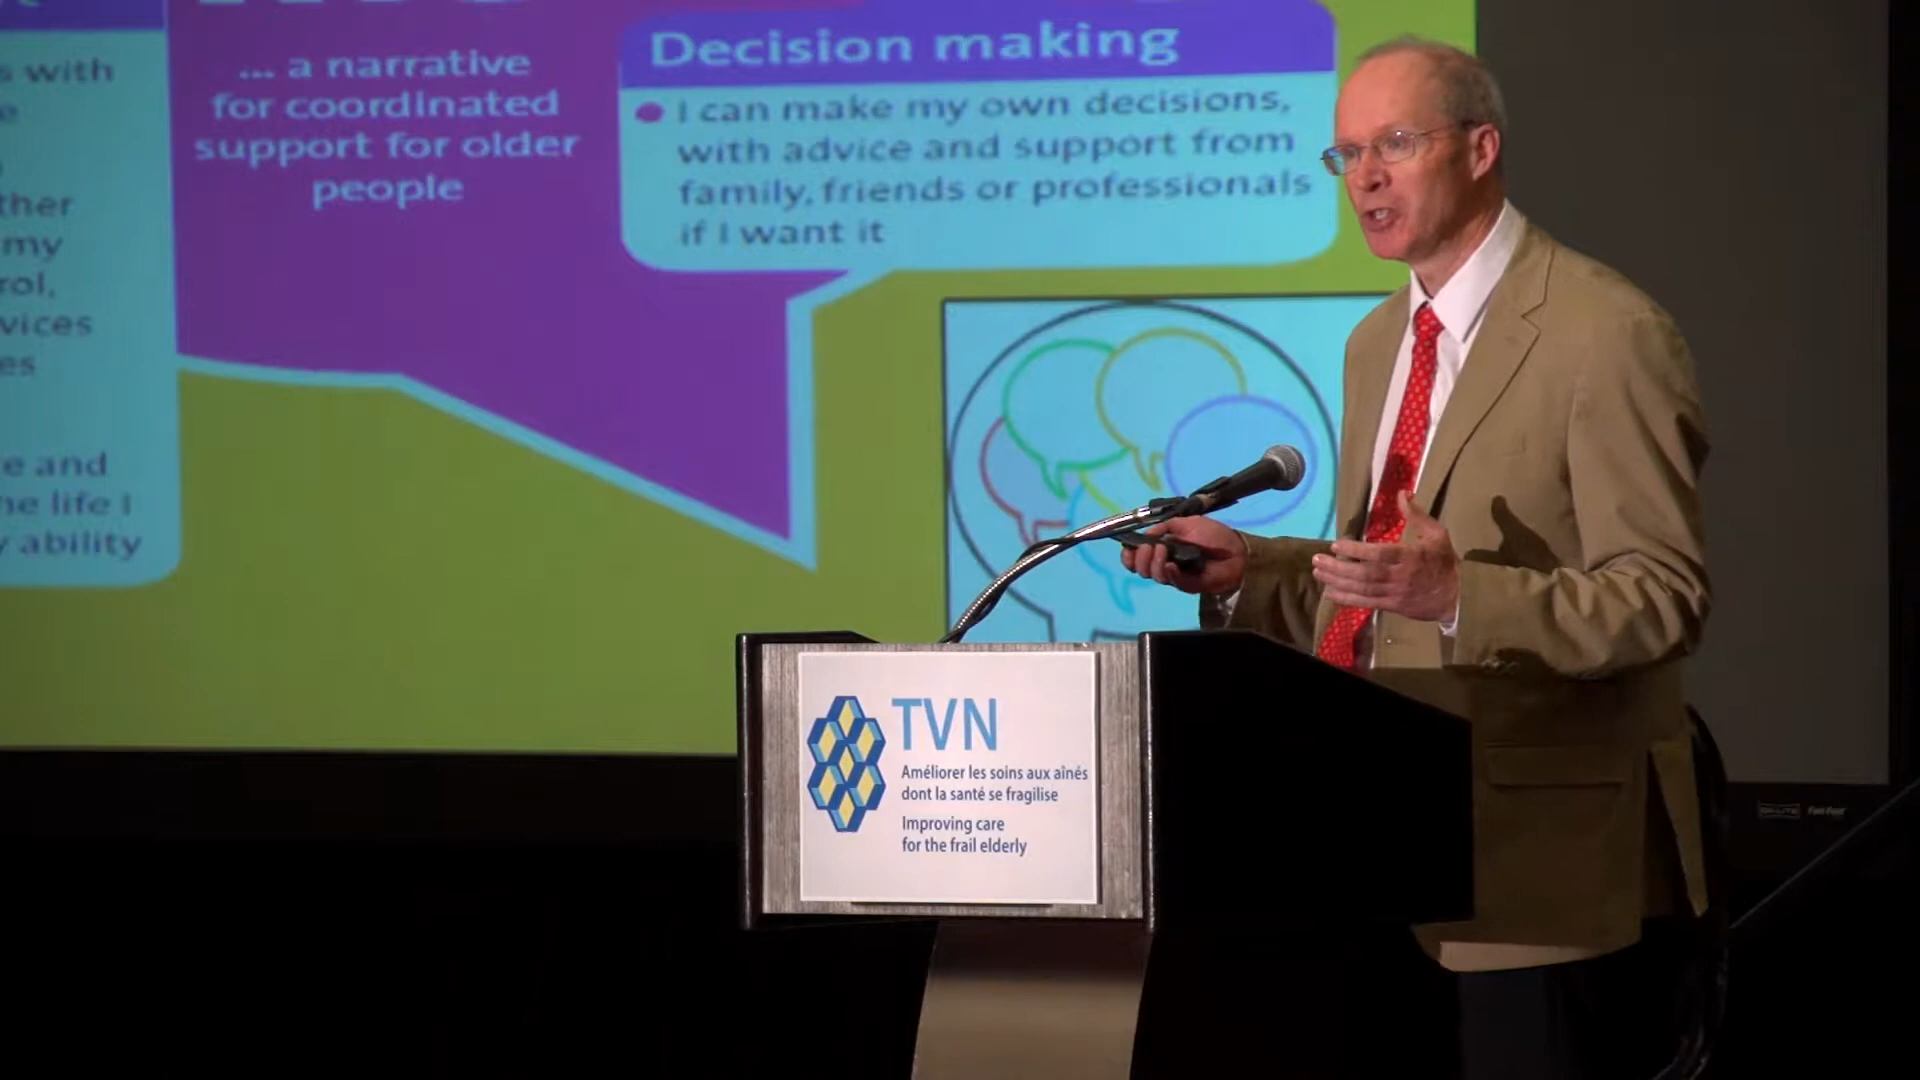 s with
e
ther
my
rol,
vices
es
e and
he life I
y ability
... a narrative
for coordinated
support for older
people
Decision making
I can make my own decisions,
with advice and support from
family, friends or professionals
if I want it
TVN
Améliorer les soins aux aînés
dont la santé se fragilise
Improving care
for the frail elderly
DA-LITE